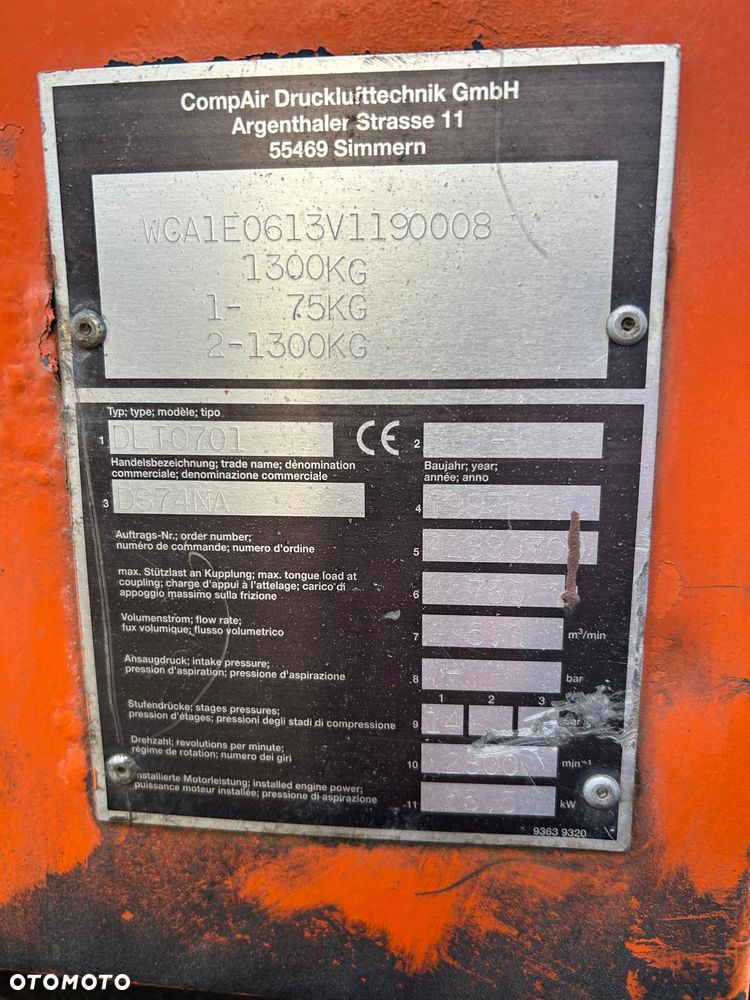 CompAir Drucklufttechnik GmbH
Argenthaler Strasse 11
55469 Simmern
WCA1E0613V1190008
1300KG
1- 75KG
2-1300KG
Typ; type; modèle; tipo
1 DLT0701 CE 2
Handelsbezeichnung; trade name; dénomination
commerciale; denominazione commerciale
Baujahr; year;
année; anno
3 DS74NA 4
Auftrags-Nr.; order number;
numéro de commande; numero d'ordine
5
max. Stützlast an Kupplung; max. tongue load at
coupling; charge d'appui à l'attelage; carico di
appoggio massimo sulla frizione
6
Volumenstrom; flow rate;
fux volumique; flusso volumetrico
7 m³/min
Ansaugdruck; intake pressure;
pression d'aspiration; pressione d'aspirazione
8 bar
1 2 3
Stufendrücke; stages pressures;
pression d'étages; pressioni degli stadi di compressione
9 14 bar
Drehzahl; revolutions per minute;
régime de rotation; numero dei giri
10 min⁻¹
installierte Motorleistung; installed engine power;
puissance moteur installée; pressione di aspirazione
11 kW
9363 9320
OTOMOTO